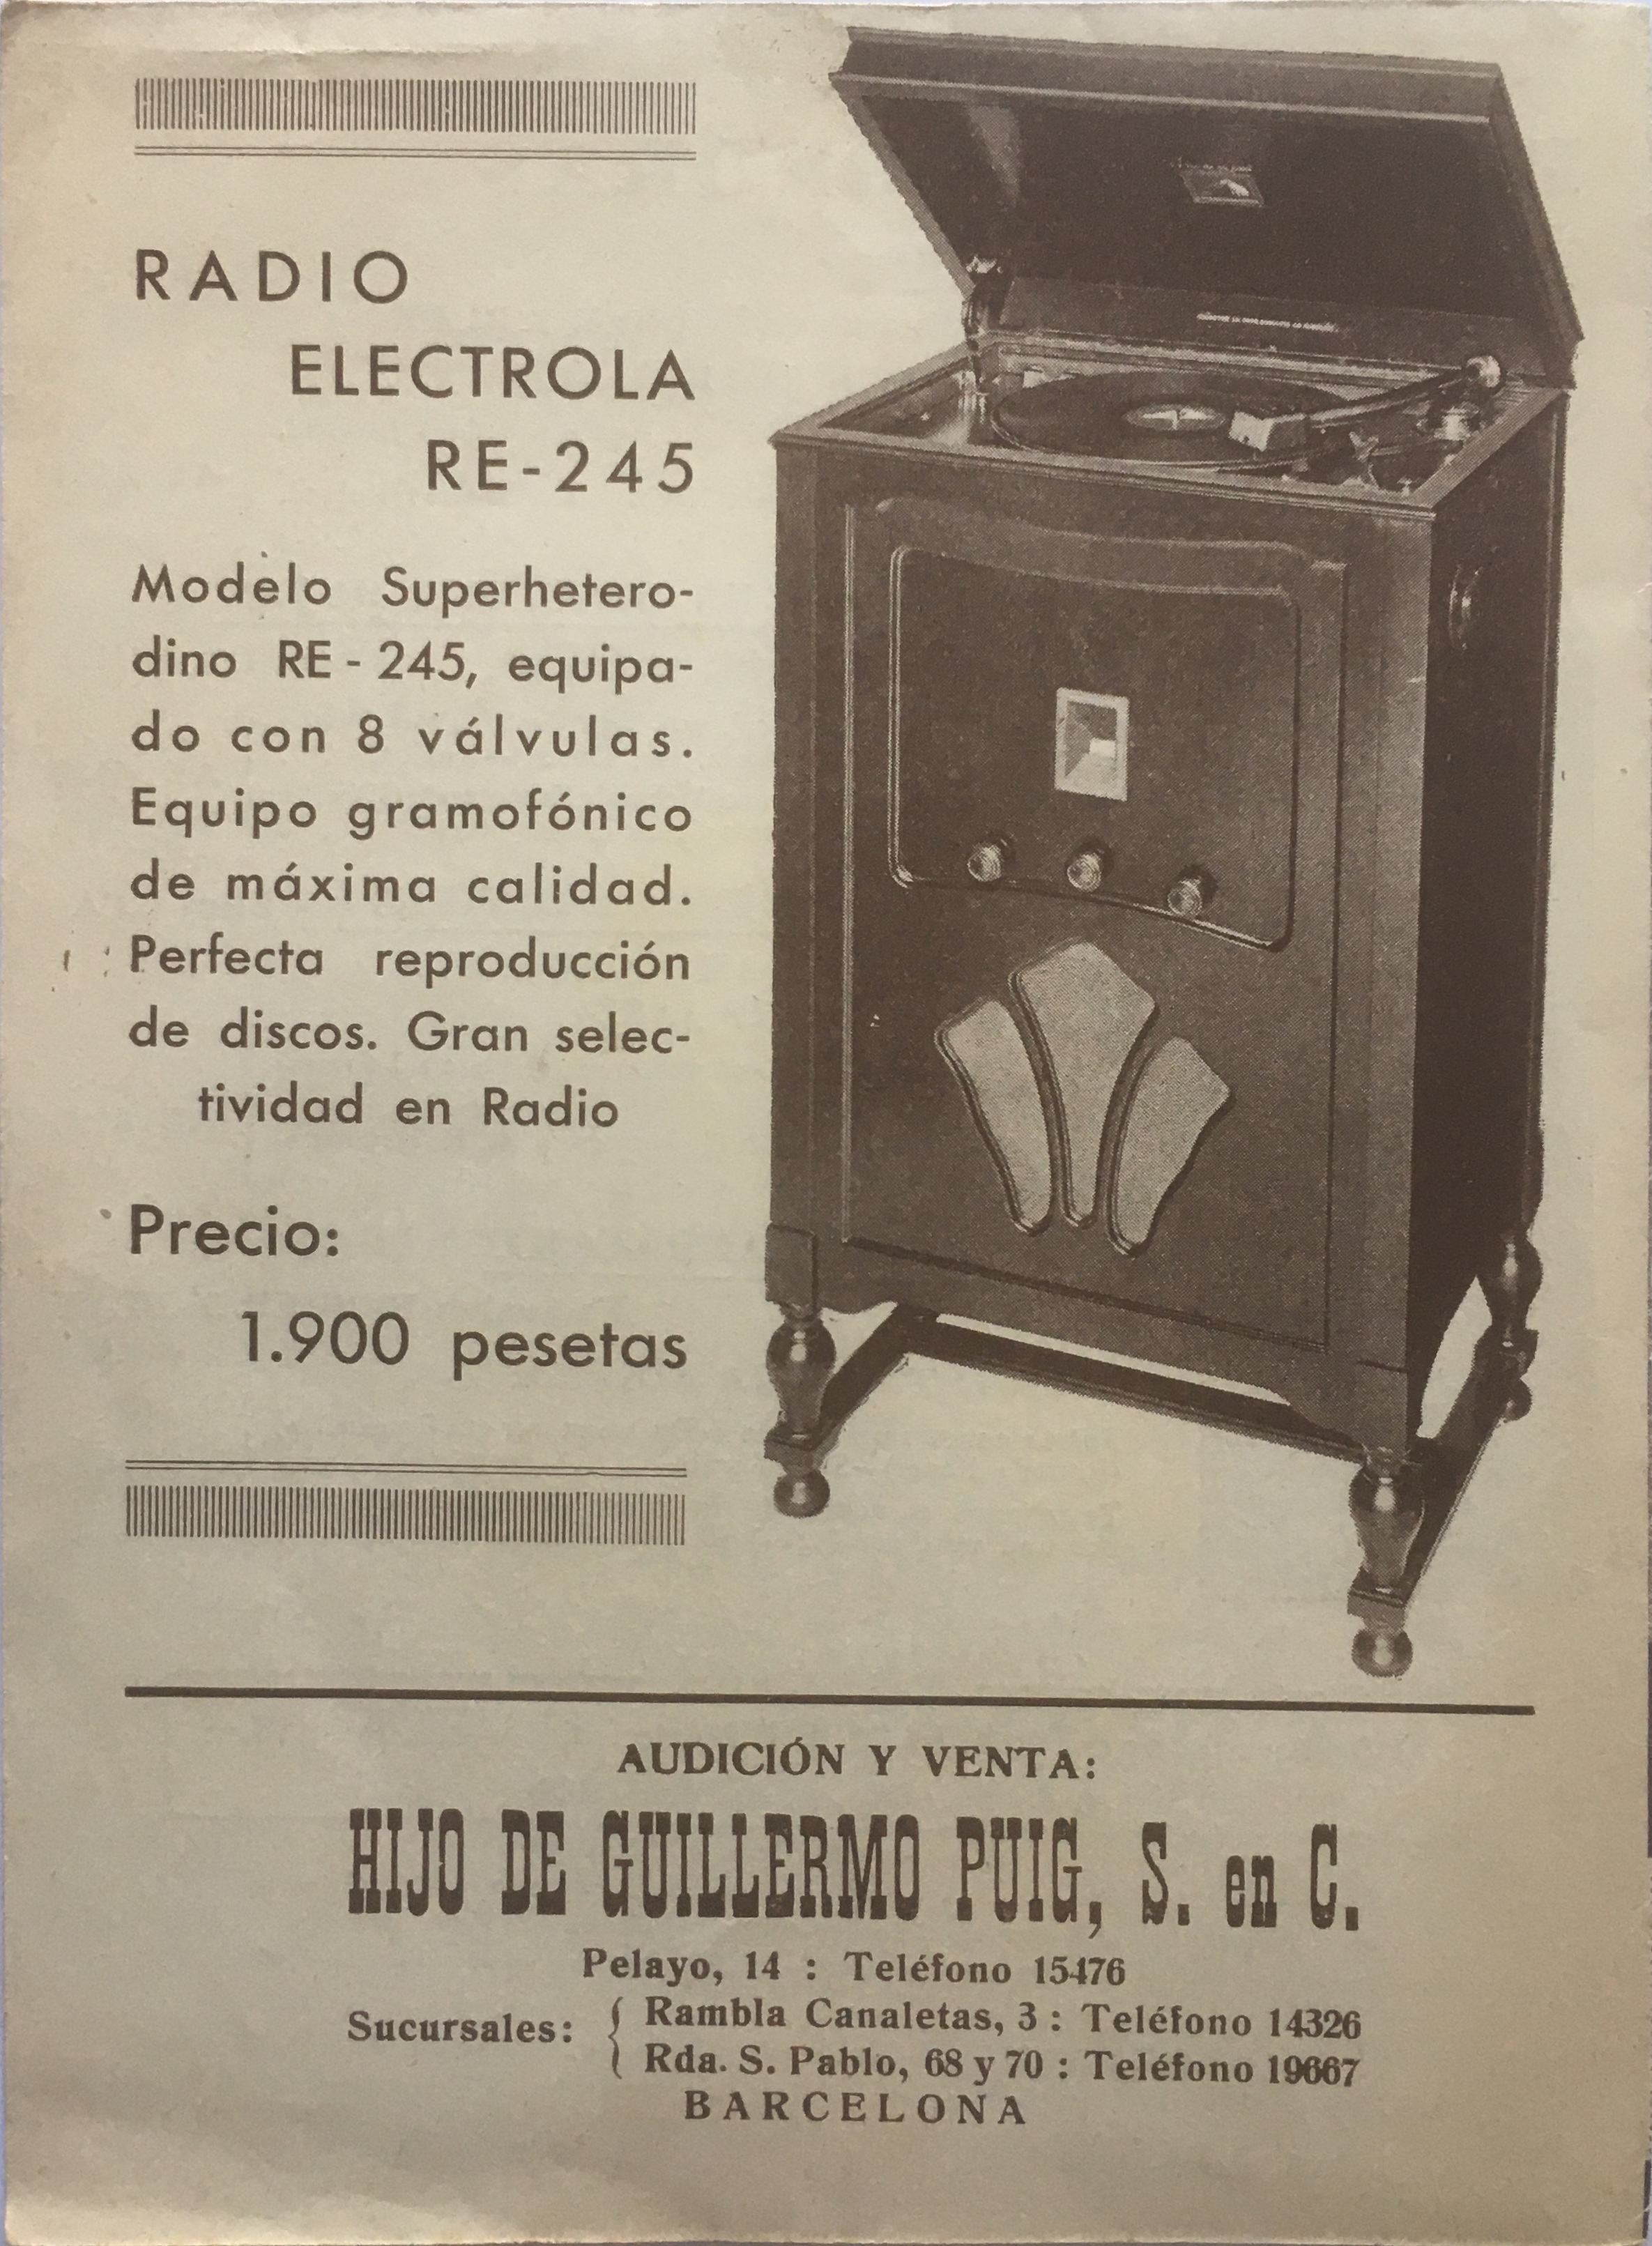 RADIO
ELECTROLA
RE-245
Modelo Superhetero-
dino RE - 245, equipa-
do con 8 válvulas.
Equipo gramofónico
de máxima calidad.
Perfecta reproducción
de discos. Gran selec-
tividad en Radio
Precio:
1.900 pesetas
AUDICIÓN Y VENTA:
HIJO DE GUILLERMO PUIG, S. en C.
Pelayo, 14 : Teléfono 15476
Sucursales: { Rambla Canaletas, 3 : Teléfono 14326
Rda. S. Pablo, 68 y 70 : Teléfono 19667
BARCELONA